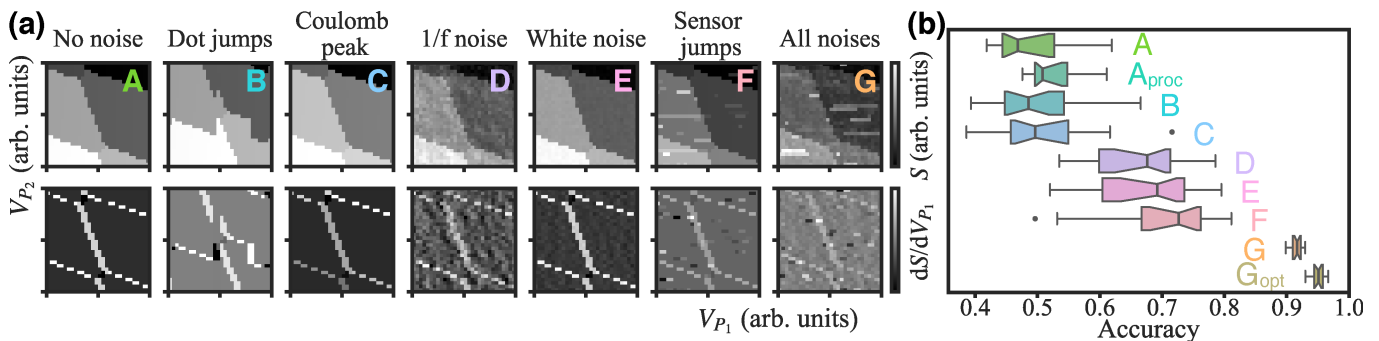 (a)
No noise
Dot jumps
Coulomb
peak
1/f noise
White noise
Sensor
jumps
All noises
A
B
C
D
E
F
G
V_{P_2} (arb. units)
S (arb. units)
dS/dV_{P_1}
V_{P_1} (arb. units)
(b)
A
A_{proc}
B
C
D
E
F
G
G_{opt}
0.4 0.5 0.6 0.7 0.8 0.9 1.0
Accuracy